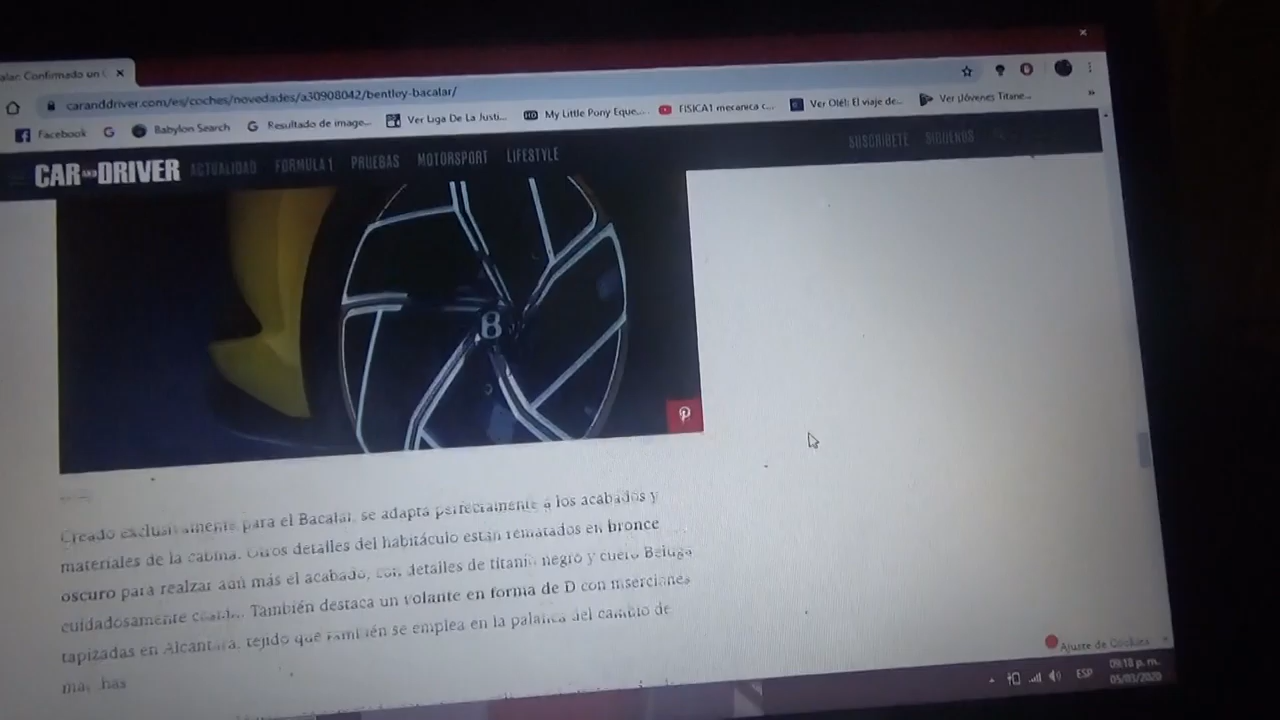 alar: Confirmado un
caranddriver.com/es/coches/novedades/a30908042/bentley-bacalar/
Facebook
Babylon Search
Resultado de image...
Ver Liga De La Justi...
HD My Little Pony Eque...
FISICA1 mecanica c...
Ver Olé!: El viaje de...
Ver ¡Jóvenes Titane...
CAR AND DRIVER
ACTUALIDAD FORMULA 1 PRUEBAS MOTORSPORT LIFESTYLE
SUSCRÍBETE SÍGUENOS
B
Creado exclusivamente para el Bacalar, se adapta perfectamente a los acabados y
materiales de la cabina. Otros detalles del habitáculo están rematados en bronce
oscuro para realzar aún más el acabado, con detalles de titanio negro y cuero Beluga
cuidadosamente También destaca un volante en forma de D con inserciones
tapizadas en Alcantara, tejido que también se emplea en la palanca del cambio de
marchas
Ajuste de Cookies
ESP
09:18 p. m.
05/03/2020